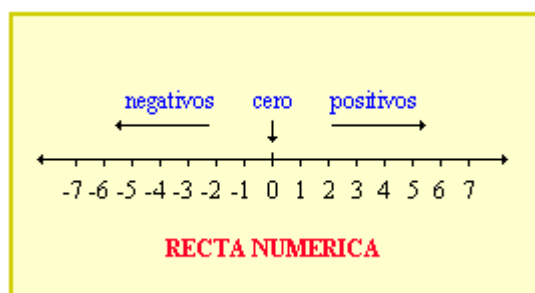 negativos cero positivos
-7 -6 -5 -4 -3 -2 -1 0 1 2 3 4 5 6 7
RECTA NUMERICA